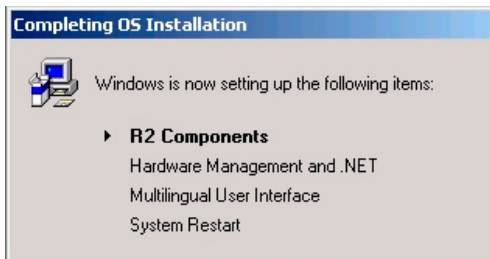 Completing OS Installation
Windows is now setting up the following items:
R2 Components
Hardware Management and .NET
Multilingual User Interface
System Restart